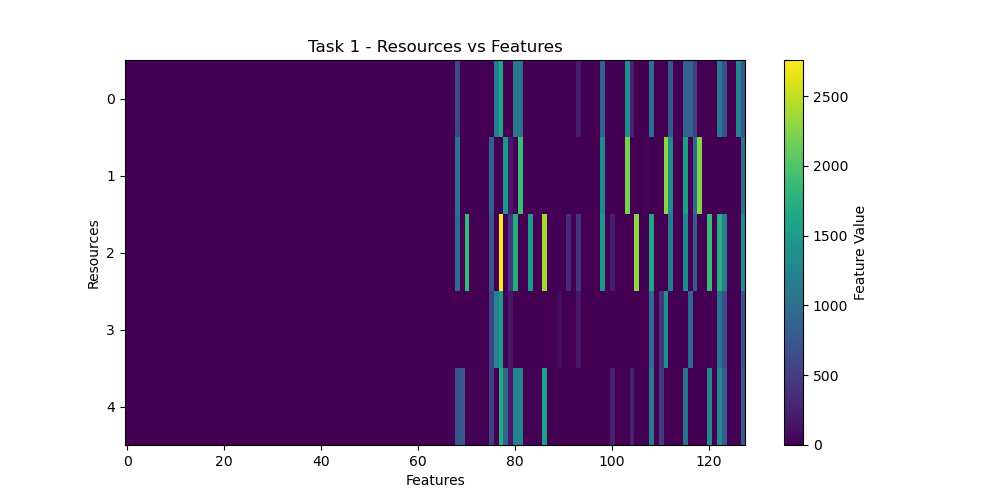 Task 1 - Resources vs Features
Resources
0
1
2
3
4
0 20 40 60 80 100 120
Features
2500
2000
1500
1000
500
0
Feature Value